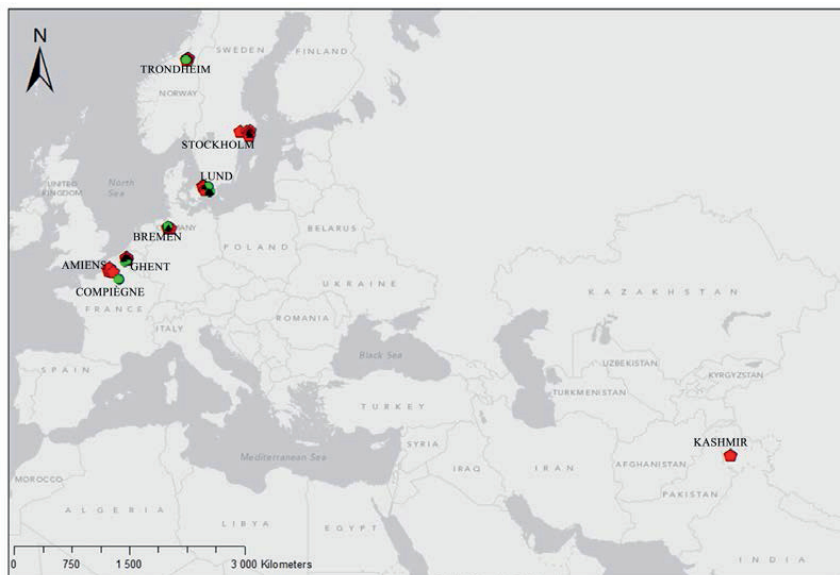 N
SWEDEN
FINLAND
TRONDHEIM
NORWAY
STOCKHOLM
LUND
UNITED
KINGDOM
North
Sea
BELARUS
BREMEN
POLAND
AMIENS
GHENT
UKRAINE
COMPIÈGNE
KAZAKHSTAN
FRANCE
ROMANIA
ITALY
Black Sea
UZBEKISTAN
KYRGYZSTAN
SPAIN
TURKMENISTAN
TURKEY
KASHMIR
SYRIA
Mediterranean Sea
IRAQ
IRAN
AFGHANISTAN
MOROCCO
PAKISTAN
ALGERIA
LIBYA
EGYPT
0 750 1 500 3 000 Kilometers
INDIA